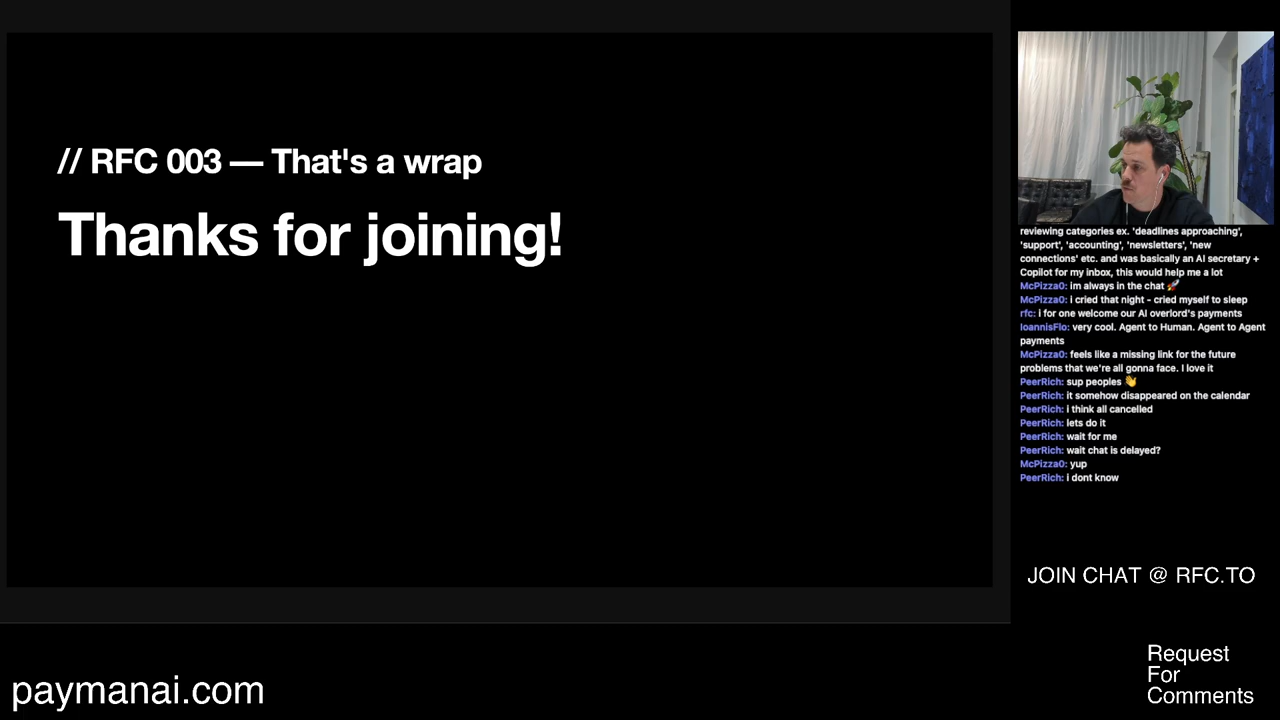 // RFC 003 — That's a wrap
Thanks for joining!
reviewing categories ex. 'deadlines approaching',
'support', 'accounting', 'newsletters', 'new
connections' etc. and was basically an AI secretary +
Copilot for my inbox, this would help me a lot
McPizza0: im always in the chat 🚀
McPizza0: i cried that night - cried myself to sleep
rfc: i for one welcome our AI overlord's payments
IoannisFlo: very cool. Agent to Human. Agent to Agent
payments
McPizza0: feels like a missing link for the future
problems that we're all gonna face. I love it
PeerRich: sup peoples 👋
PeerRich: it somehow disappeared on the calendar
PeerRich: i think all cancelled
PeerRich: lets do it
PeerRich: wait for me
PeerRich: wait chat is delayed?
McPizza0: yup
PeerRich: i dont know
JOIN CHAT @ RFC.TO
paymanai.com
Request
For
Comments